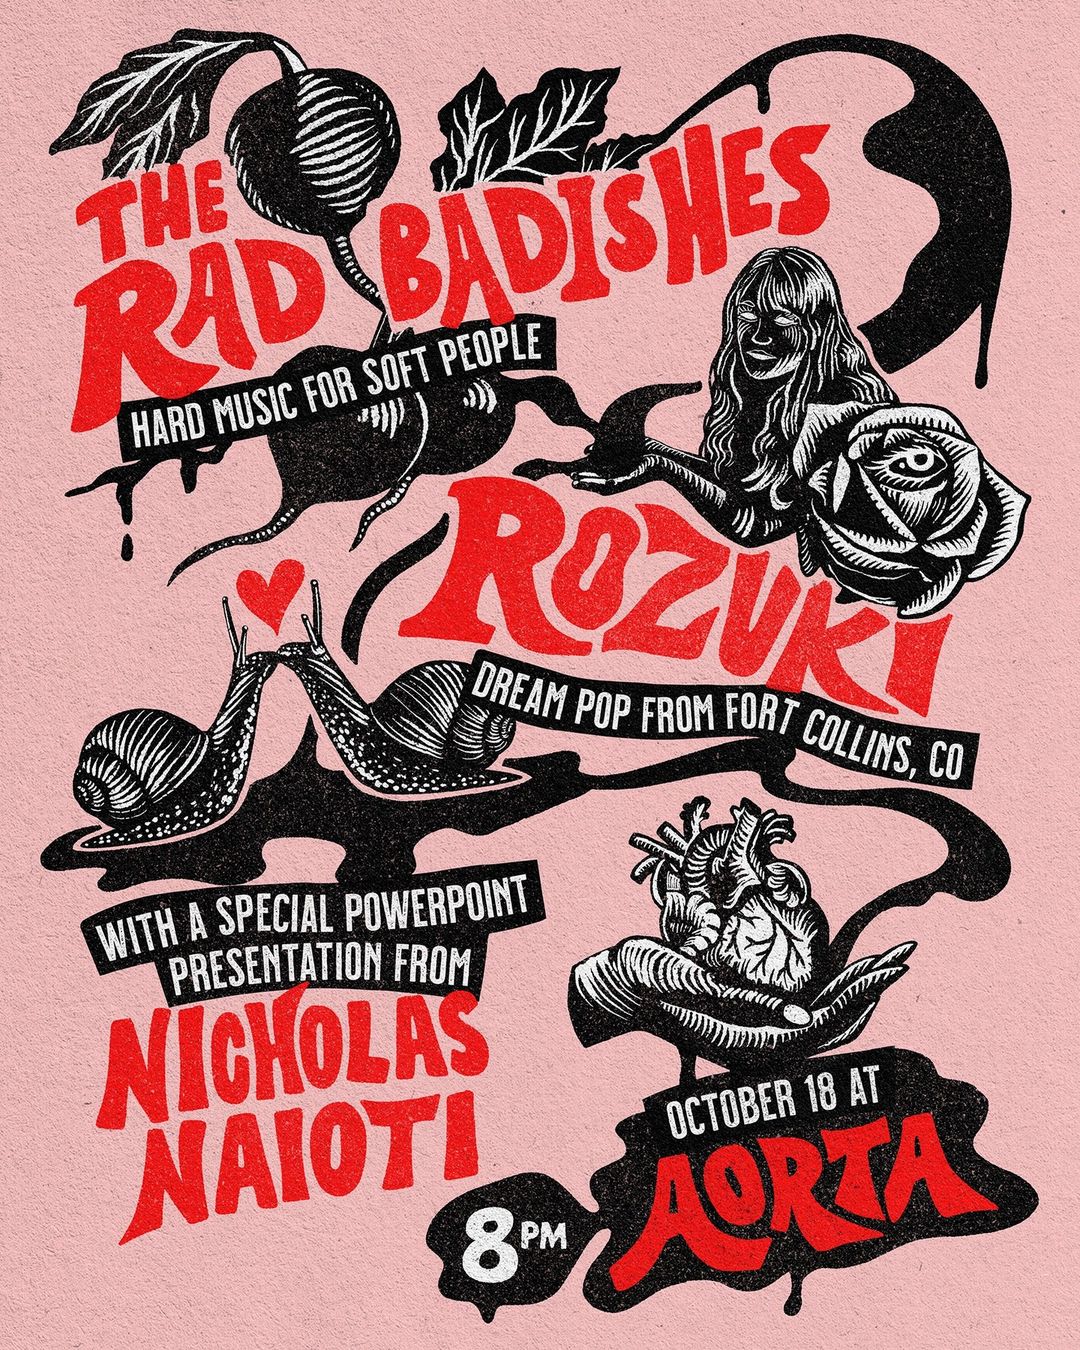 THE
RAD BADISHES
HARD MUSIC FOR SOFT PEOPLE
ROZUKI
DREAM POP FROM FORT COLLINS, CO
WITH A SPECIAL POWERPOINT
PRESENTATION FROM
NICHOLAS
NAIOTI
OCTOBER 18 AT
AORTA
8PM